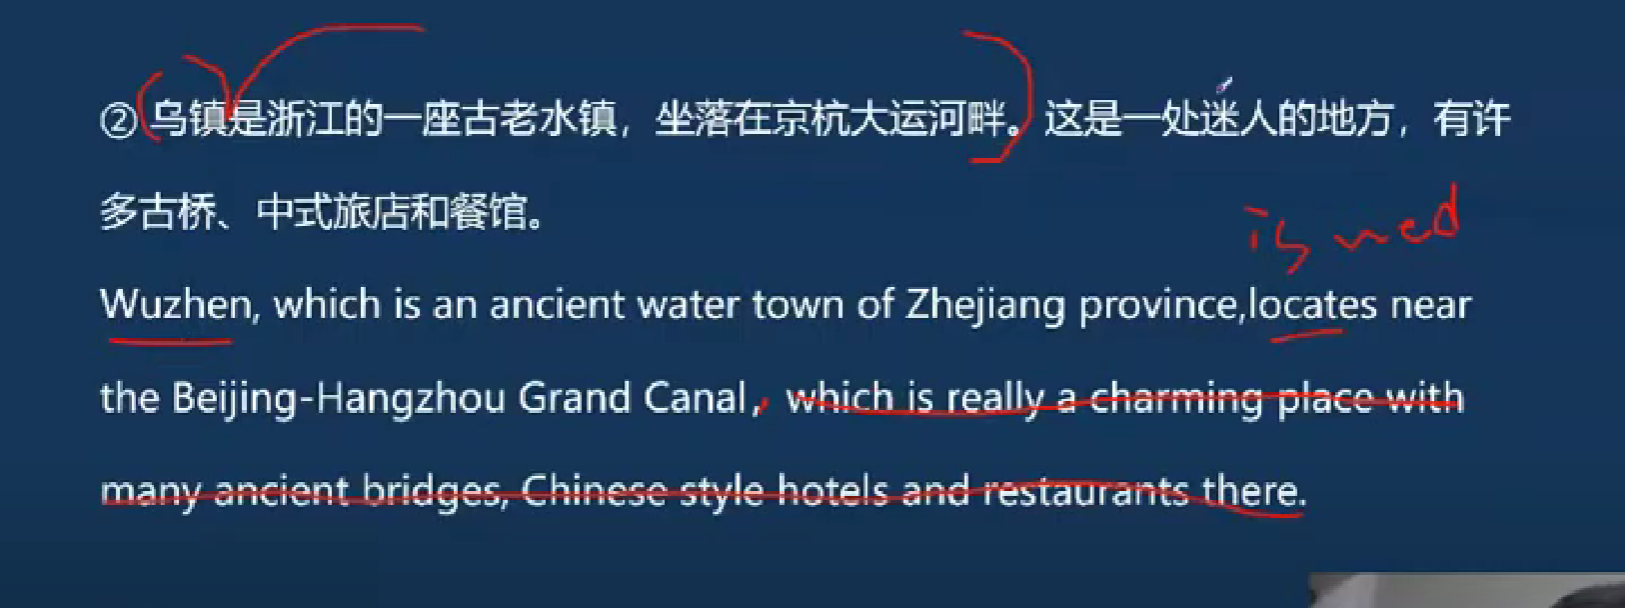 ② 乌镇是浙江的一座古老水镇，坐落在京杭大运河畔。这是一处迷人的地方，有许
多古桥、中式旅店和餐馆。
is
Wuzhen, which is an ancient water town of Zhejiang province,locates near
the Beijing-Hangzhou Grand Canal，which is really a charming place with
many ancient bridges, Chinese style hotels and restaurants there.